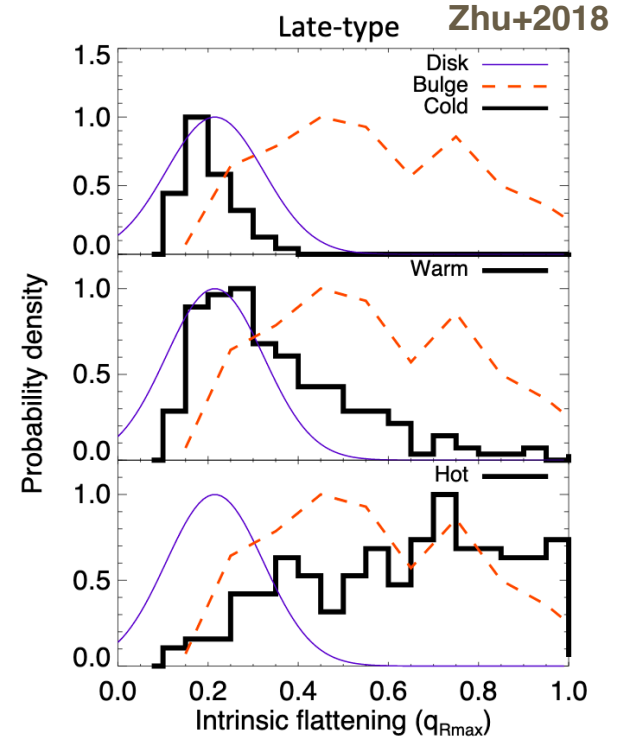 Late-type
Zhu+2018
1.5
Disk
Bulge
Cold
1.0
0.5
0.0
Warm
1.0
0.5
0.0
Hot
1.0
0.5
0.0
0.0 0.2 0.4 0.6 0.8 1.0
Intrinsic flattening (qRmax)
Probability density